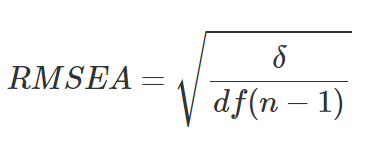 RMSEA = √(δ / df(n − 1))